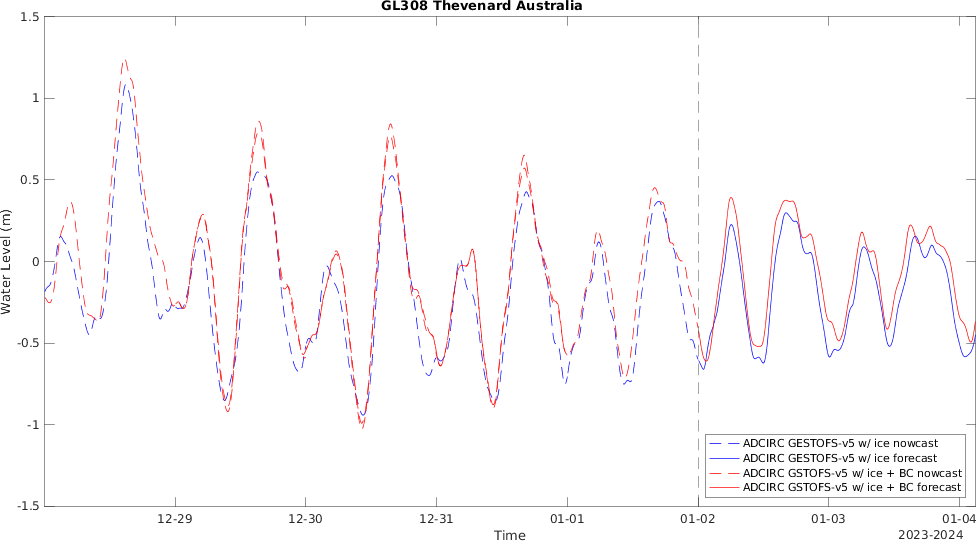 GL308 Thevenard Australia
1.5
1
0.5
0
-0.5
-1
-1.5
Water Level (m)
12-29
12-30
12-31
01-01
01-02
01-03
01-04
Time
2023-2024
ADCIRC GESTOFS-v5 w/ ice nowcast
ADCIRC GESTOFS-v5 w/ ice forecast
ADCIRC GSTOFS-v5 w/ ice + BC nowcast
ADCIRC GSTOFS-v5 w/ ice + BC forecast